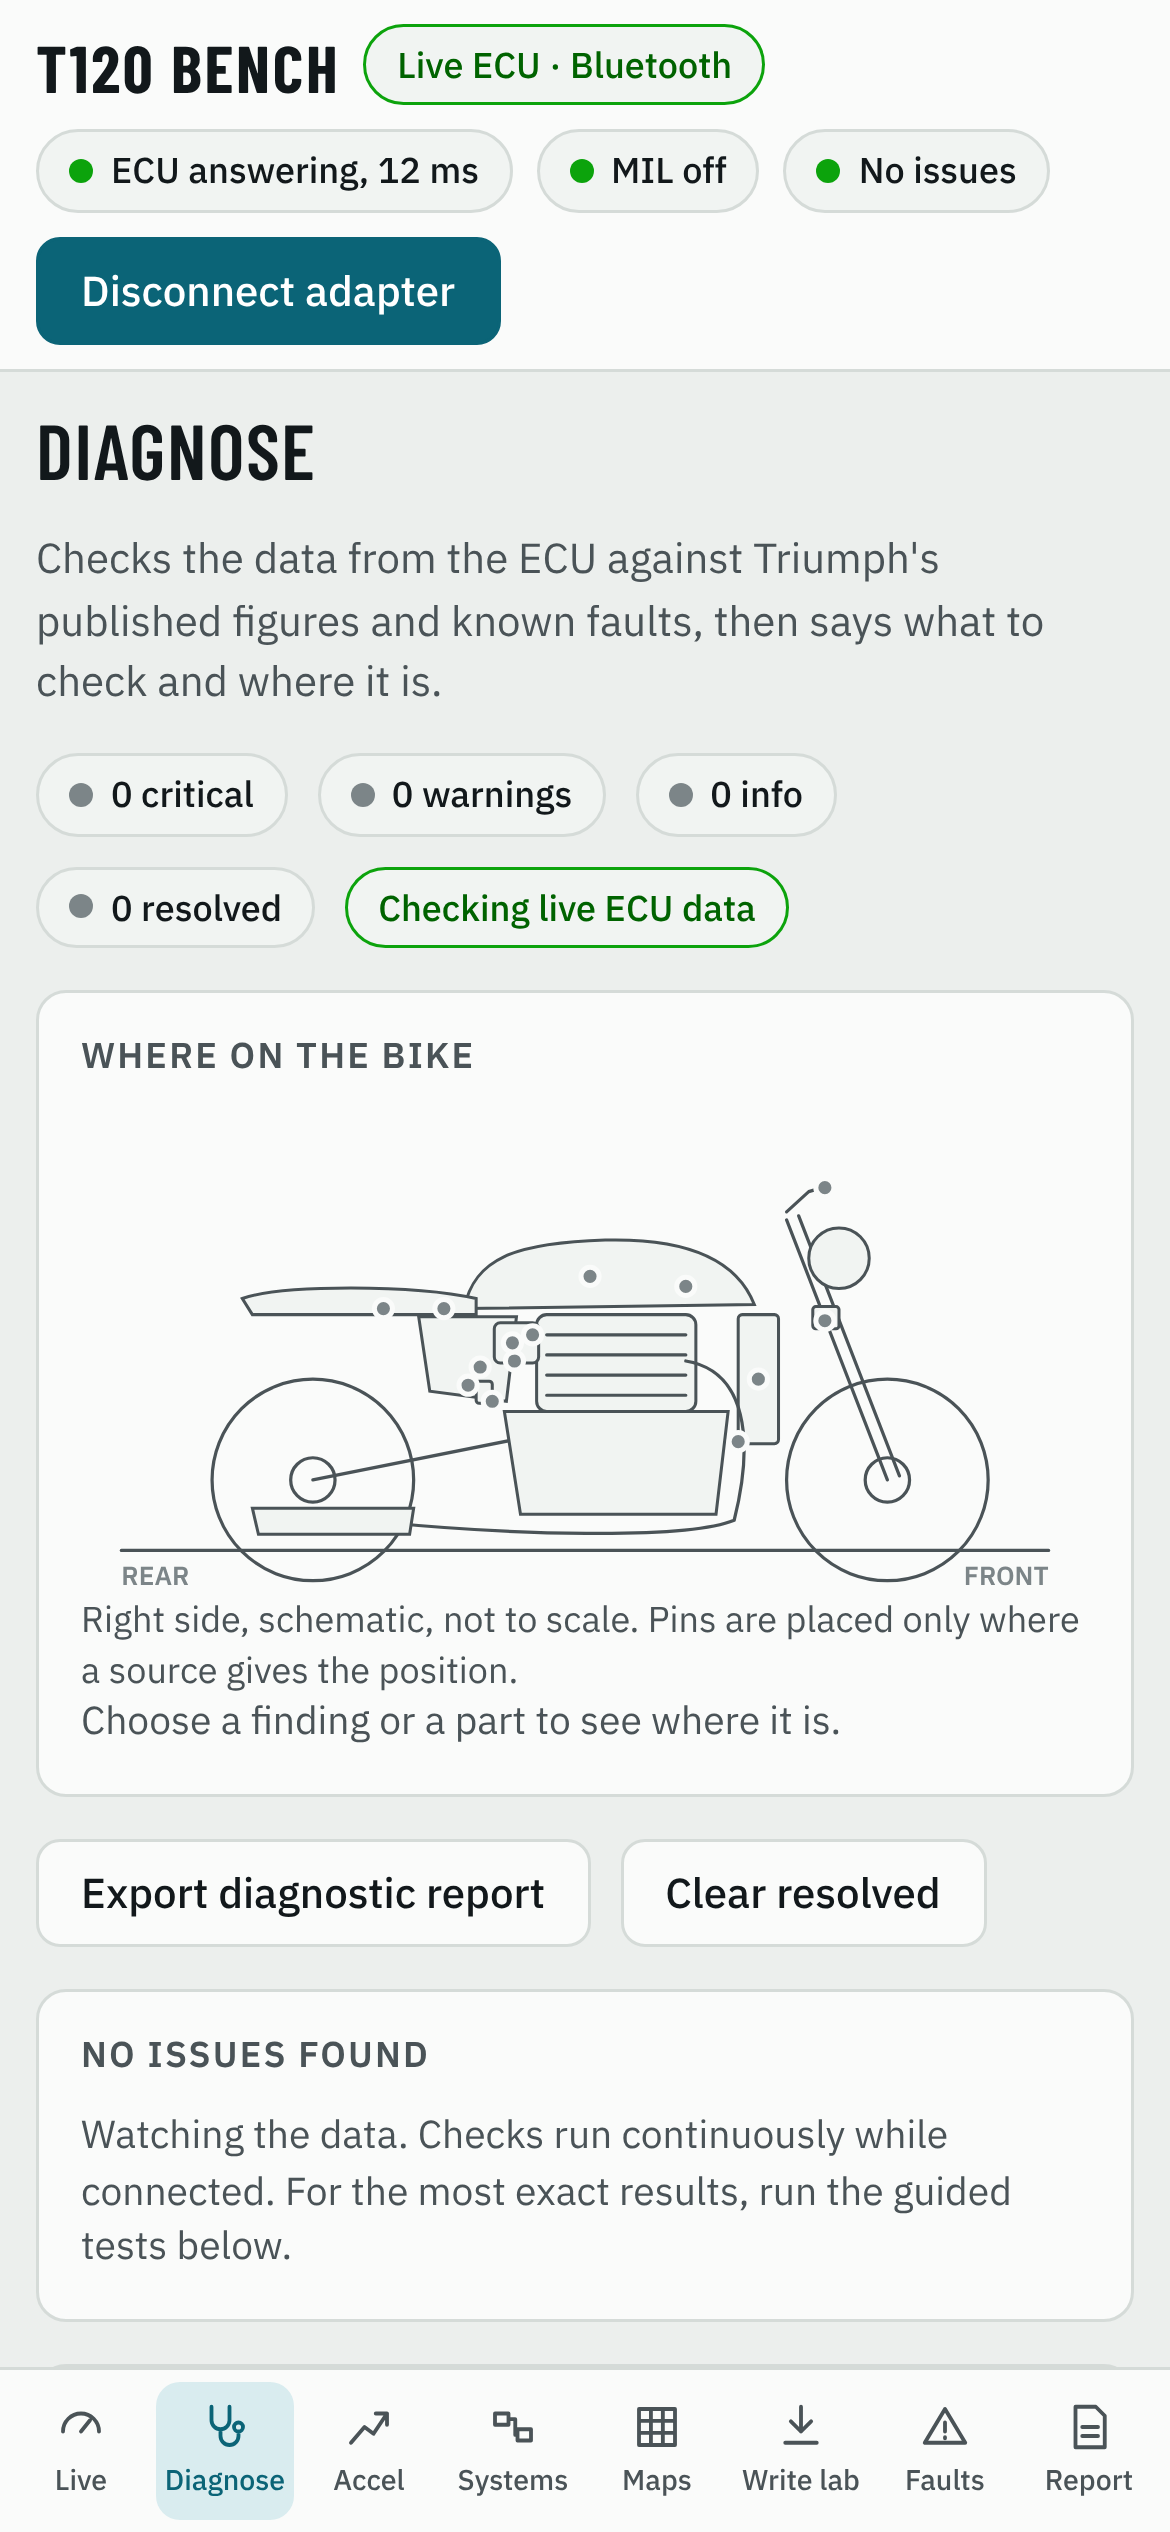 T120 BENCH
Live ECU · Bluetooth
ECU answering, 12 ms
MIL off
No issues
Disconnect adapter
DIAGNOSE
Checks the data from the ECU against Triumph's
published figures and known faults, then says what to
check and where it is.
0 critical
0 warnings
0 info
0 resolved
Checking live ECU data
WHERE ON THE BIKE
REAR
FRONT
Right side, schematic, not to scale. Pins are placed only where
a source gives the position.
Choose a finding or a part to see where it is.
Export diagnostic report
Clear resolved
NO ISSUES FOUND
Watching the data. Checks run continuously while
connected. For the most exact results, run the guided
tests below.
Live
Diagnose
Accel
Systems
Maps
Write lab
Faults
Report